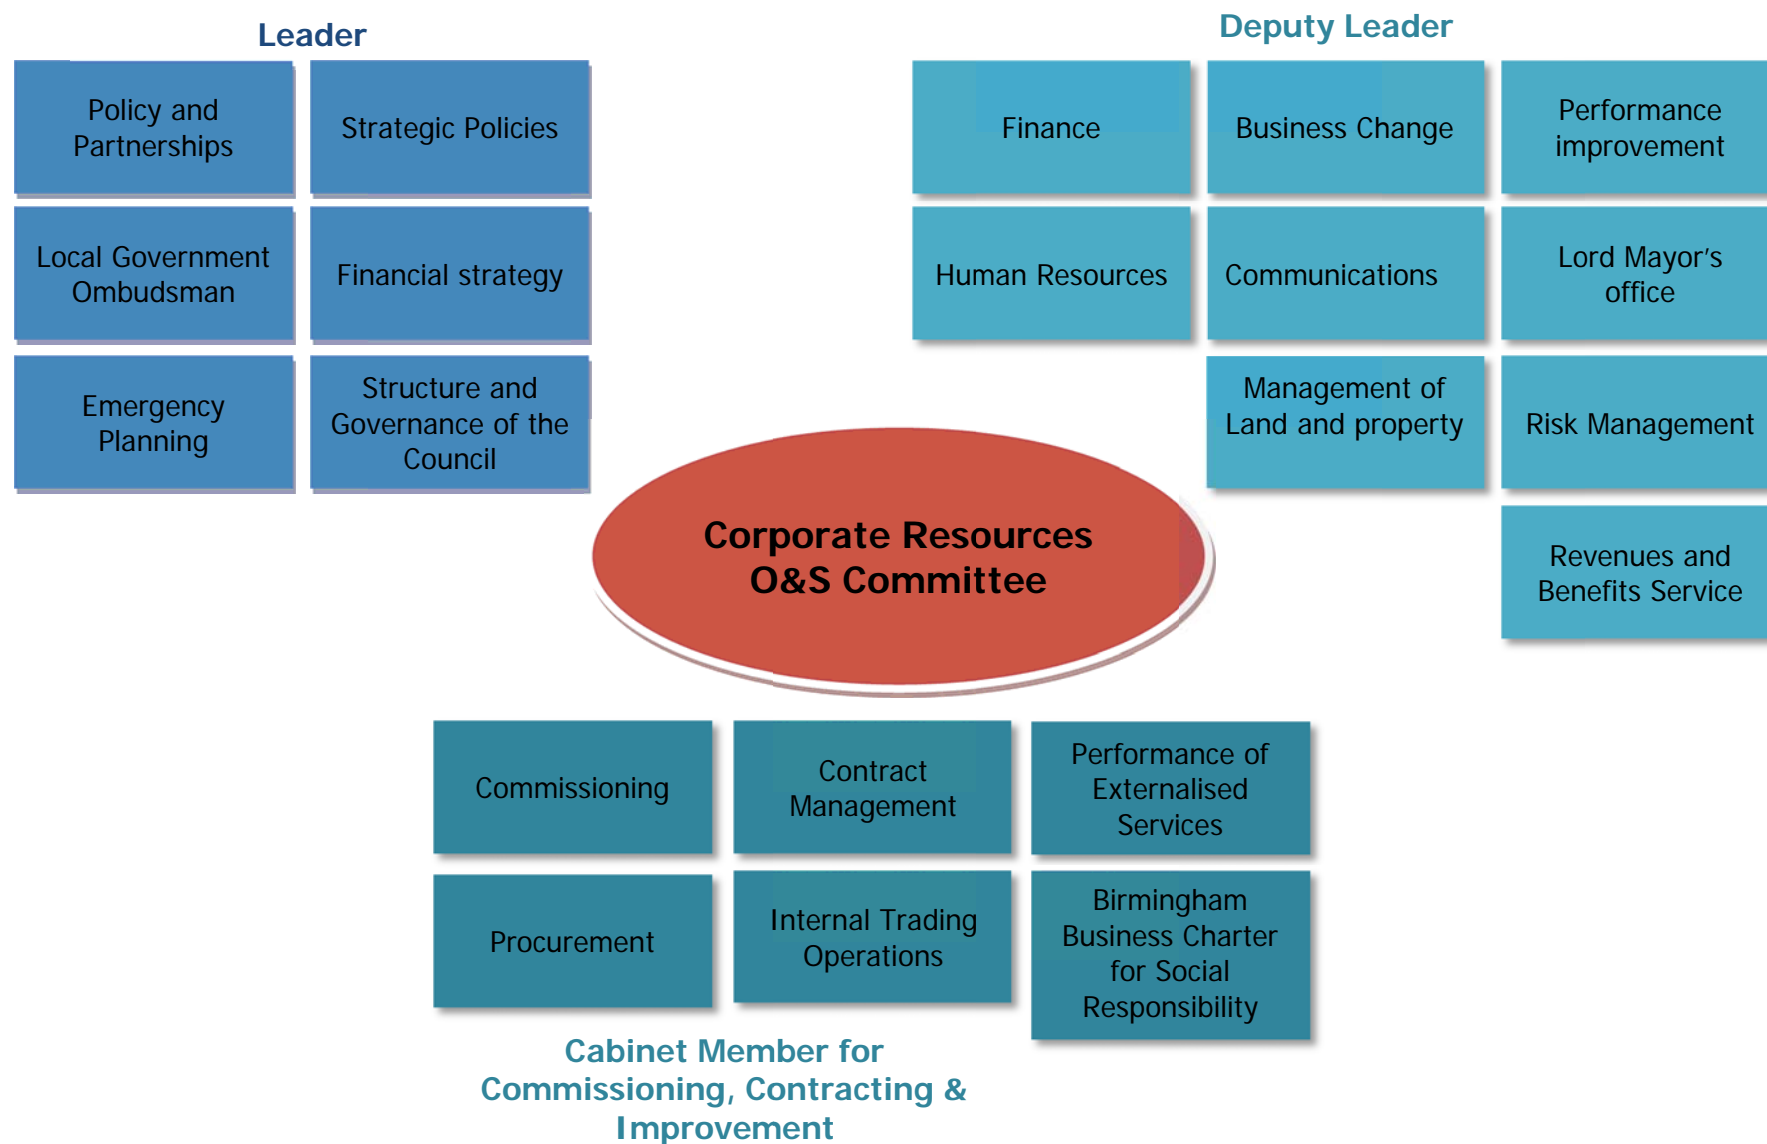 Leader
Policy and
Partnerships
Strategic Policies
Local Government
Ombudsman
Financial strategy
Emergency
Planning
Structure and
Governance of the
Council
Deputy Leader
Finance
Business Change
Performance
improvement
Human Resources
Communications
Lord Mayor’s
office
Management of
Land and property
Risk Management
Revenues and
Benefits Service
Corporate Resources
O&S Committee
Commissioning
Contract
Management
Performance of
Externalised
Services
Procurement
Internal Trading
Operations
Birmingham
Business Charter
for Social
Responsibility
Cabinet Member for
Commissioning, Contracting &
Improvement